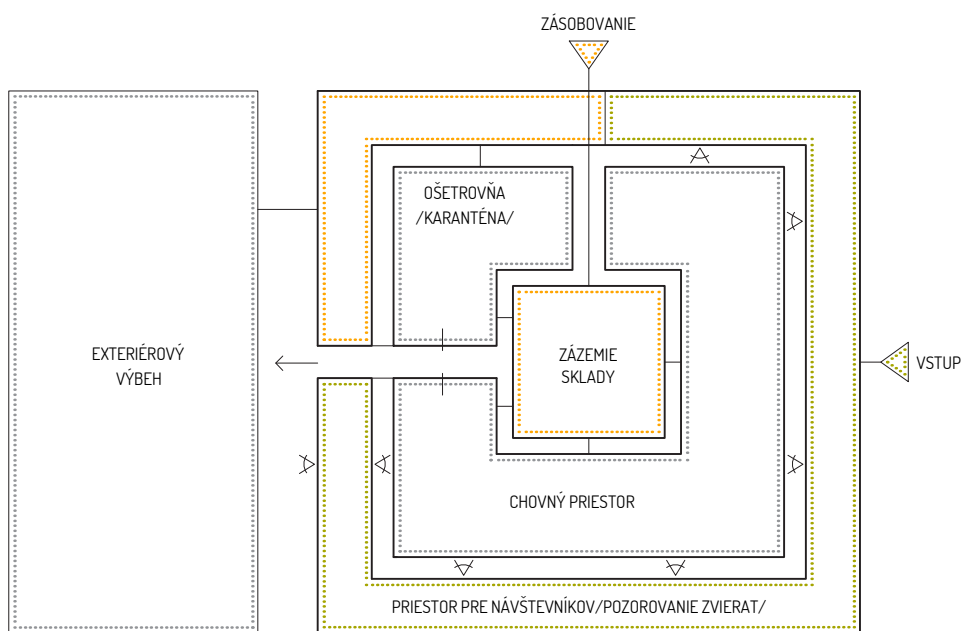 ZÁSOBOVANIE
OŠETROVŇA
/KARANTÉNA/
EXTERIÉROVÝ
VÝBEH
ZÁZEMIE
SKLADY
VSTUP
CHOVNÝ PRIESTOR
PRIESTOR PRE NÁVŠTEVNÍKOV/POZOROVANIE ZVIERAT/